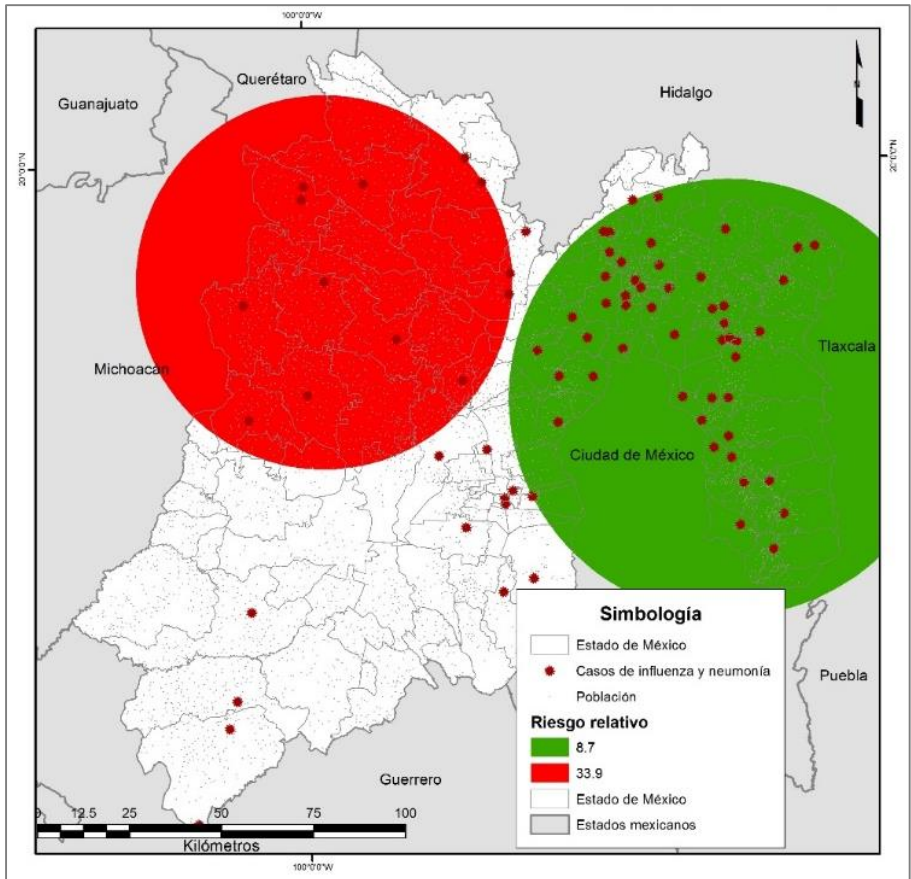 100°0'0"W
Querétaro
Guanajuato
Hidalgo
N
20°0'0"N
20°0'0"N
Michoacán
Tlaxcala
Ciudad de México
Simbología
Estado de México
Casos de influenza y neumonía
Población
Riesgo relativo
8.7
33.9
Estado de México
Estados mexicanos
Puebla
Guerrero
0 12.5 25 50 75 100
Kilómetros
100°0'0"W